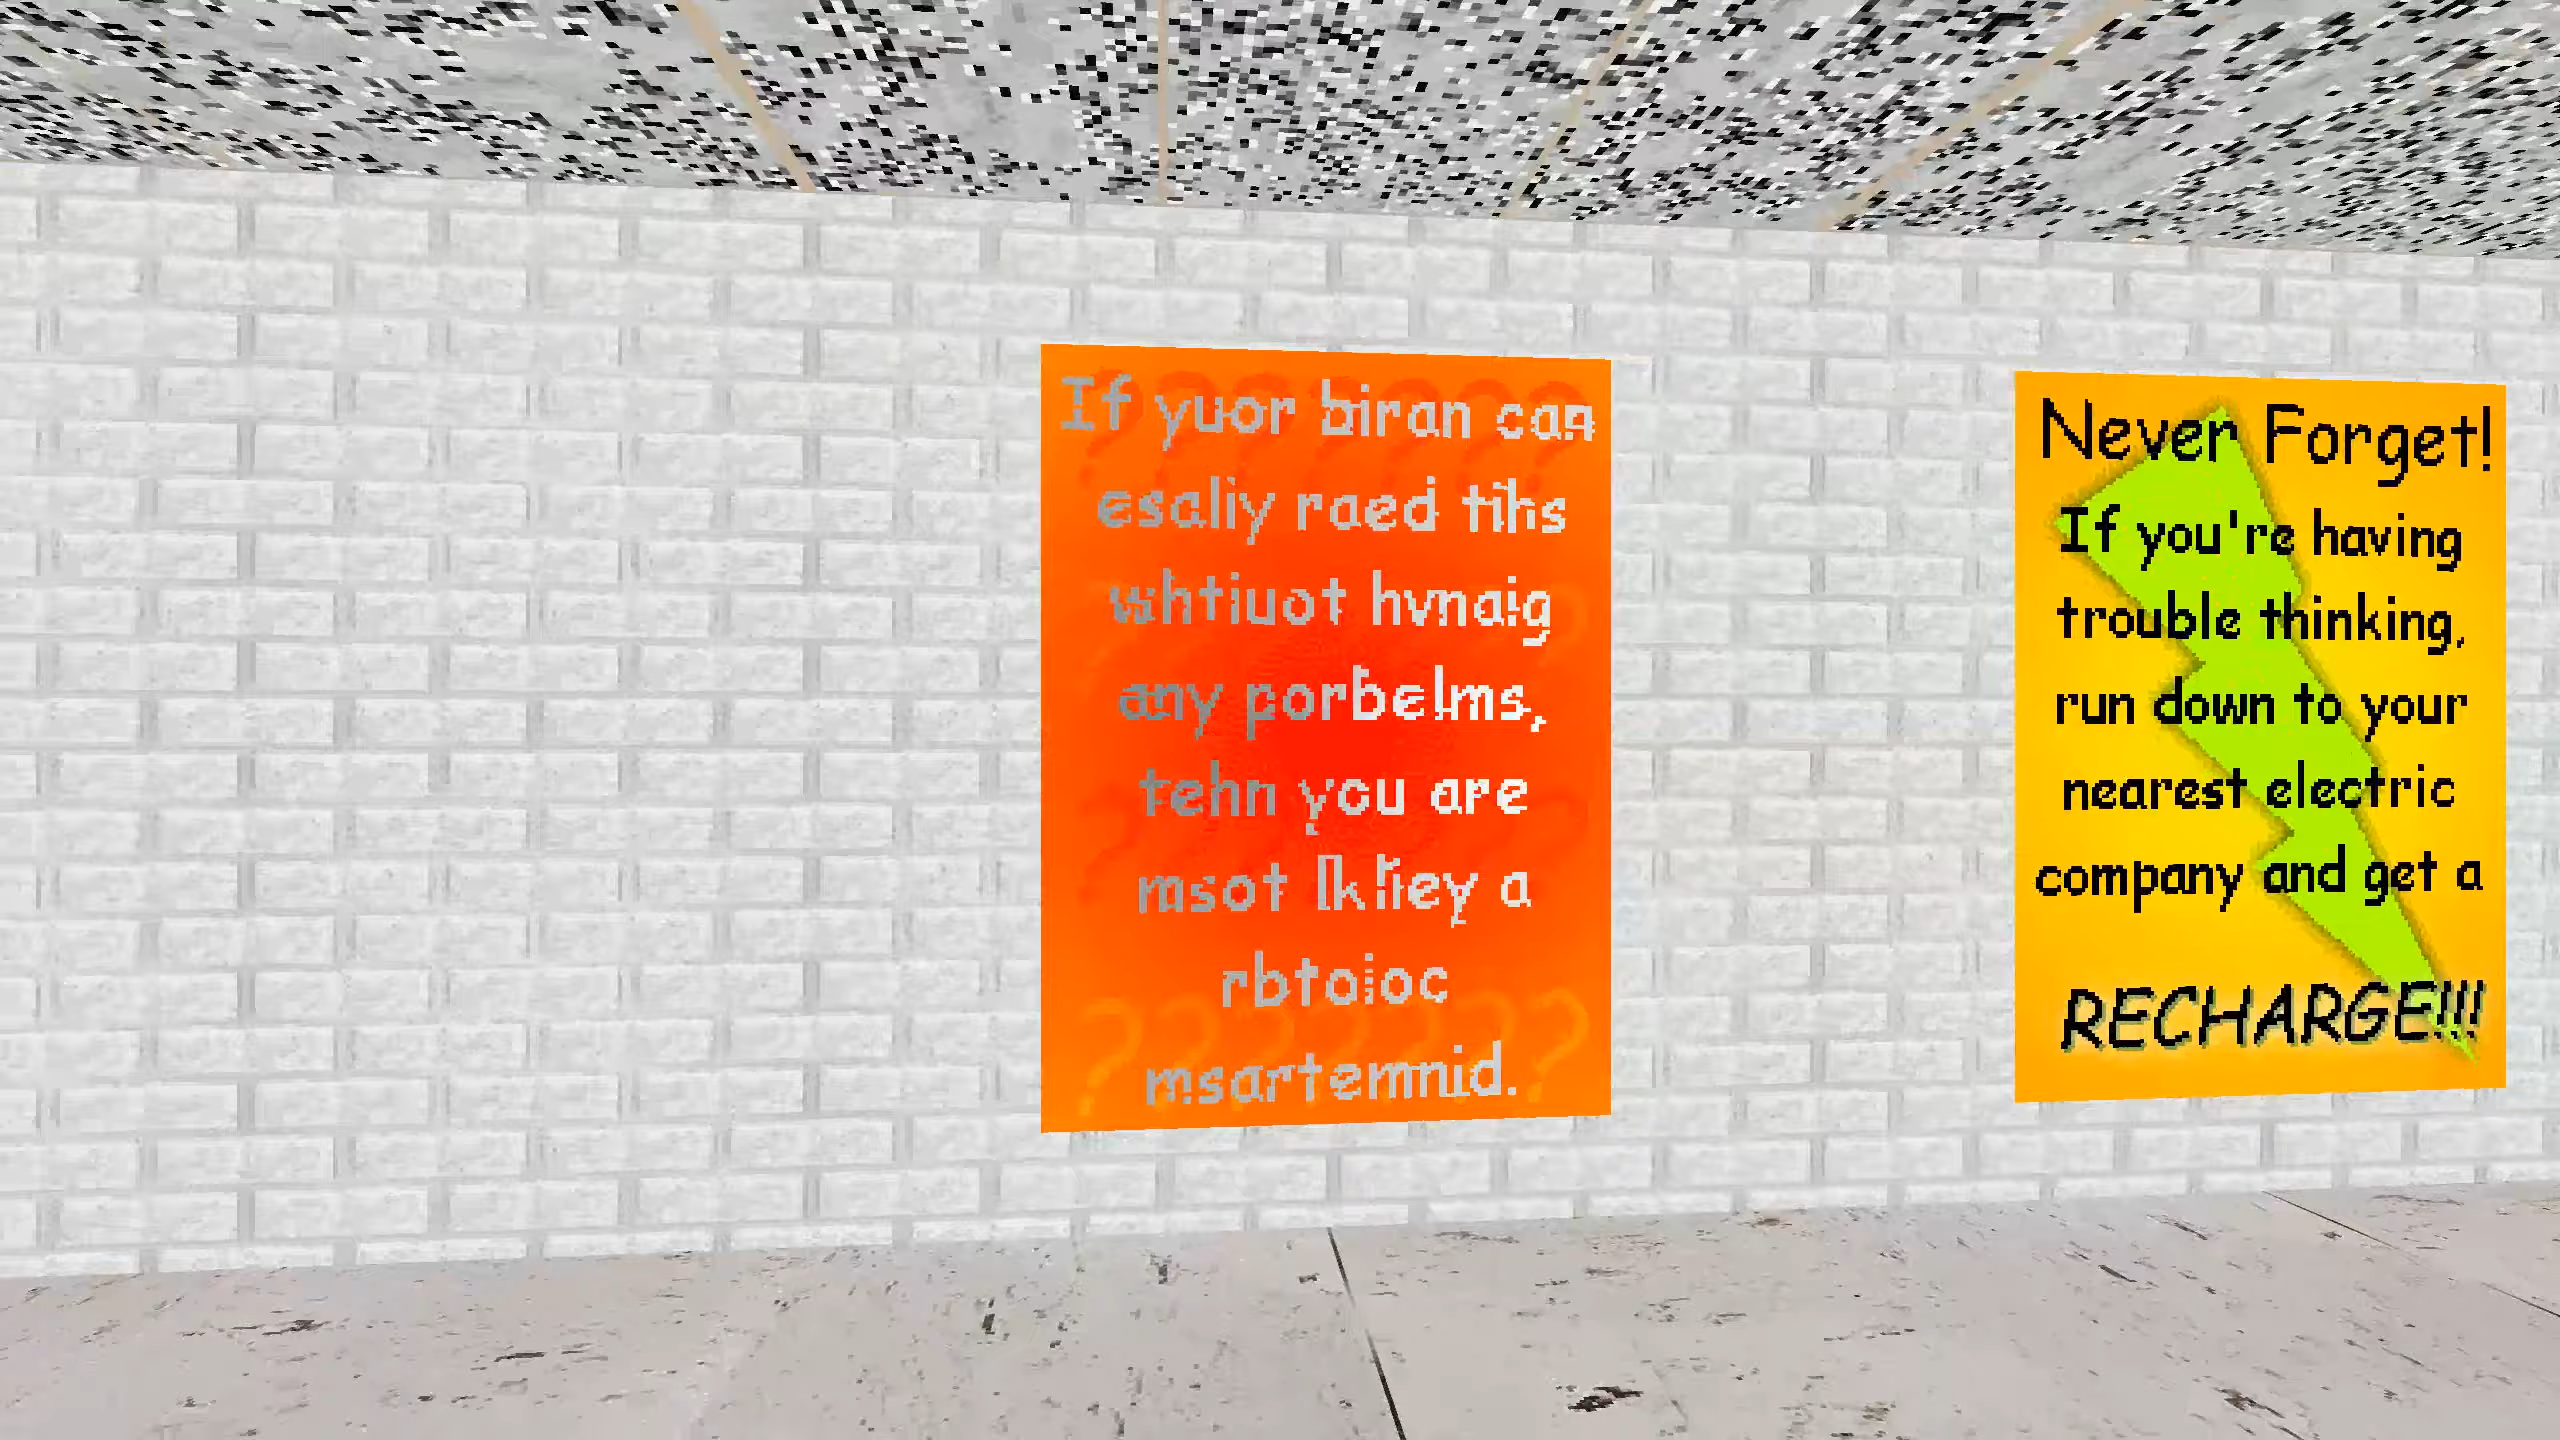 If yuor biran can
esaliy raed tihs
whtiuot hvnaig
any porbelms,
tehn you are
msot lkiley a
rbtoioc
msartemnid.
Never Forget!
If you're having
trouble thinking,
run down to your
nearest electric
company and get a
RECHARGE!!!